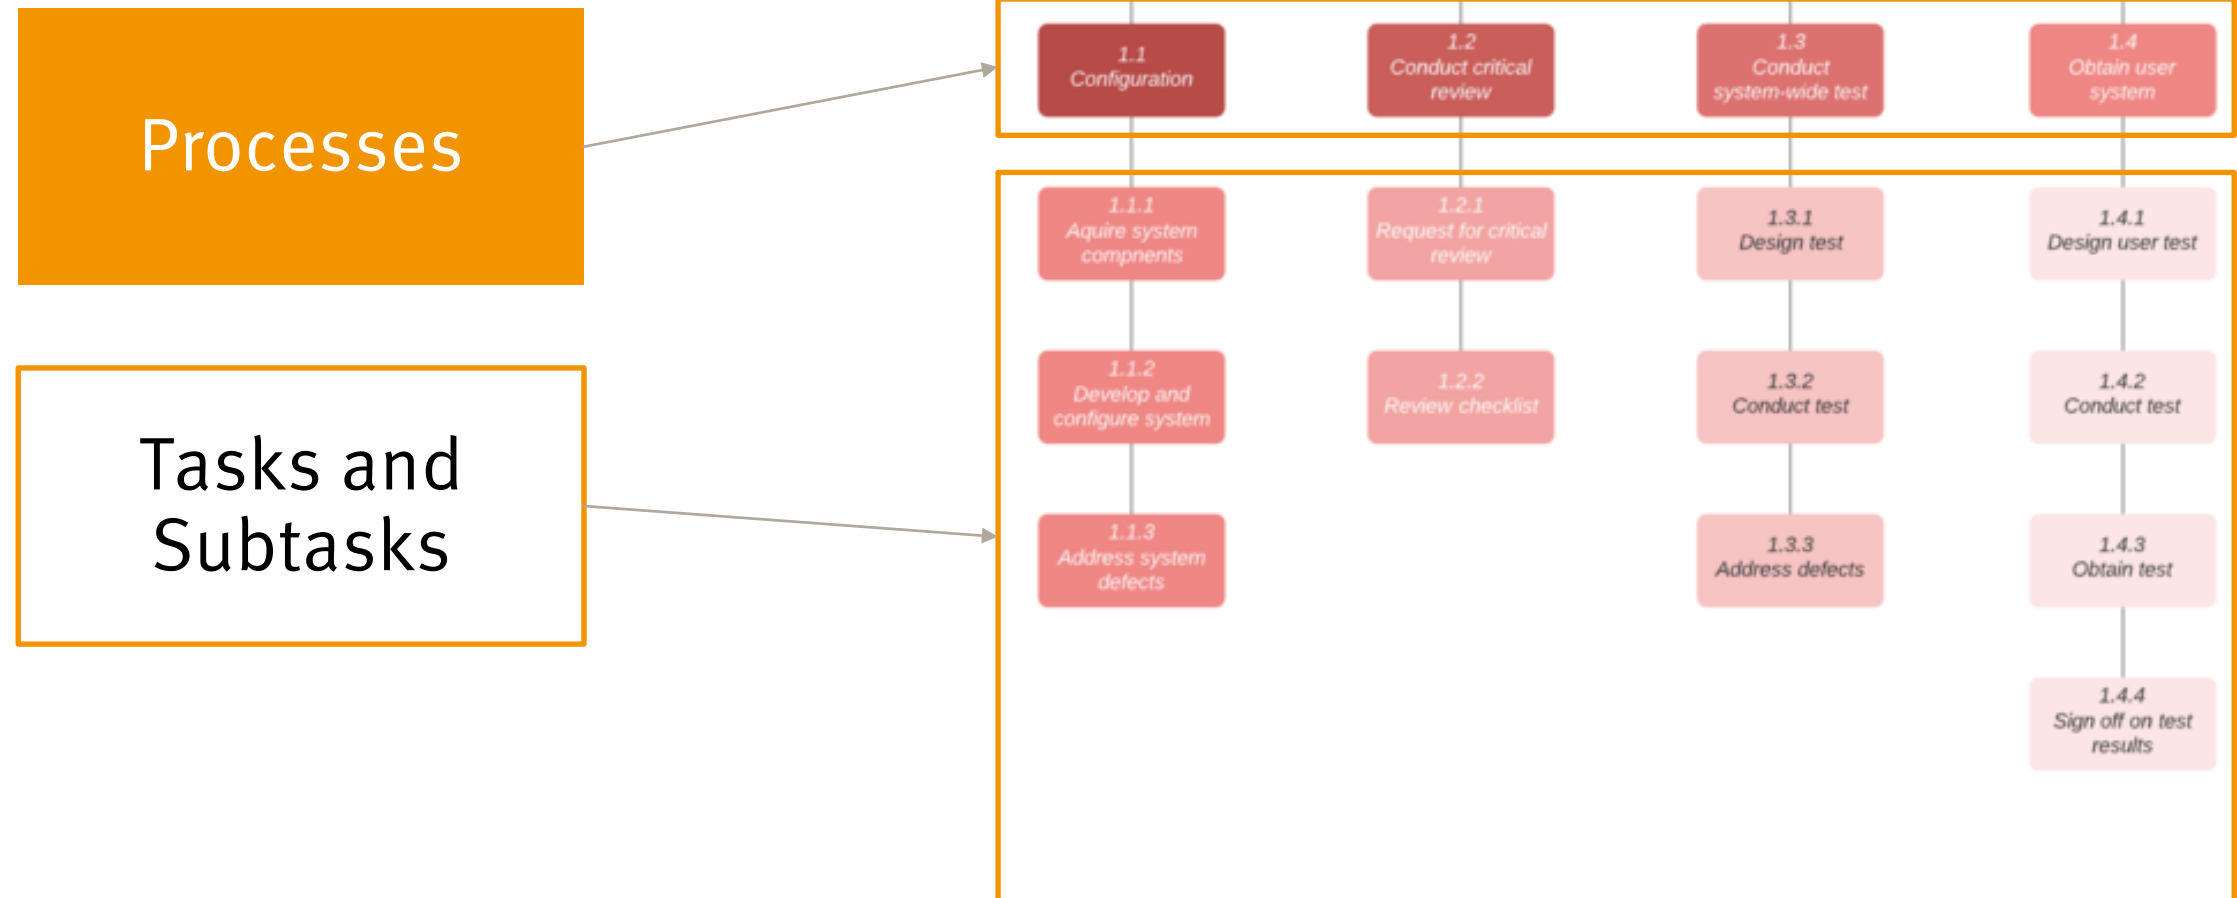 Processes
Tasks and
Subtasks
1.1
Configuration
1.2
Conduct critical
review
1.3
Conduct
system-wide test
1.4
Obtain user
system
1.1.1
Aquire system
compnents
1.2.1
Request for critical
review
1.3.1
Design test
1.4.1
Design user test
1.1.2
Develop and
configure system
1.2.2
Review checklist
1.3.2
Conduct test
1.4.2
Conduct test
1.1.3
Address system
defects
1.3.3
Address defects
1.4.3
Obtain test
1.4.4
Sign off on test
results